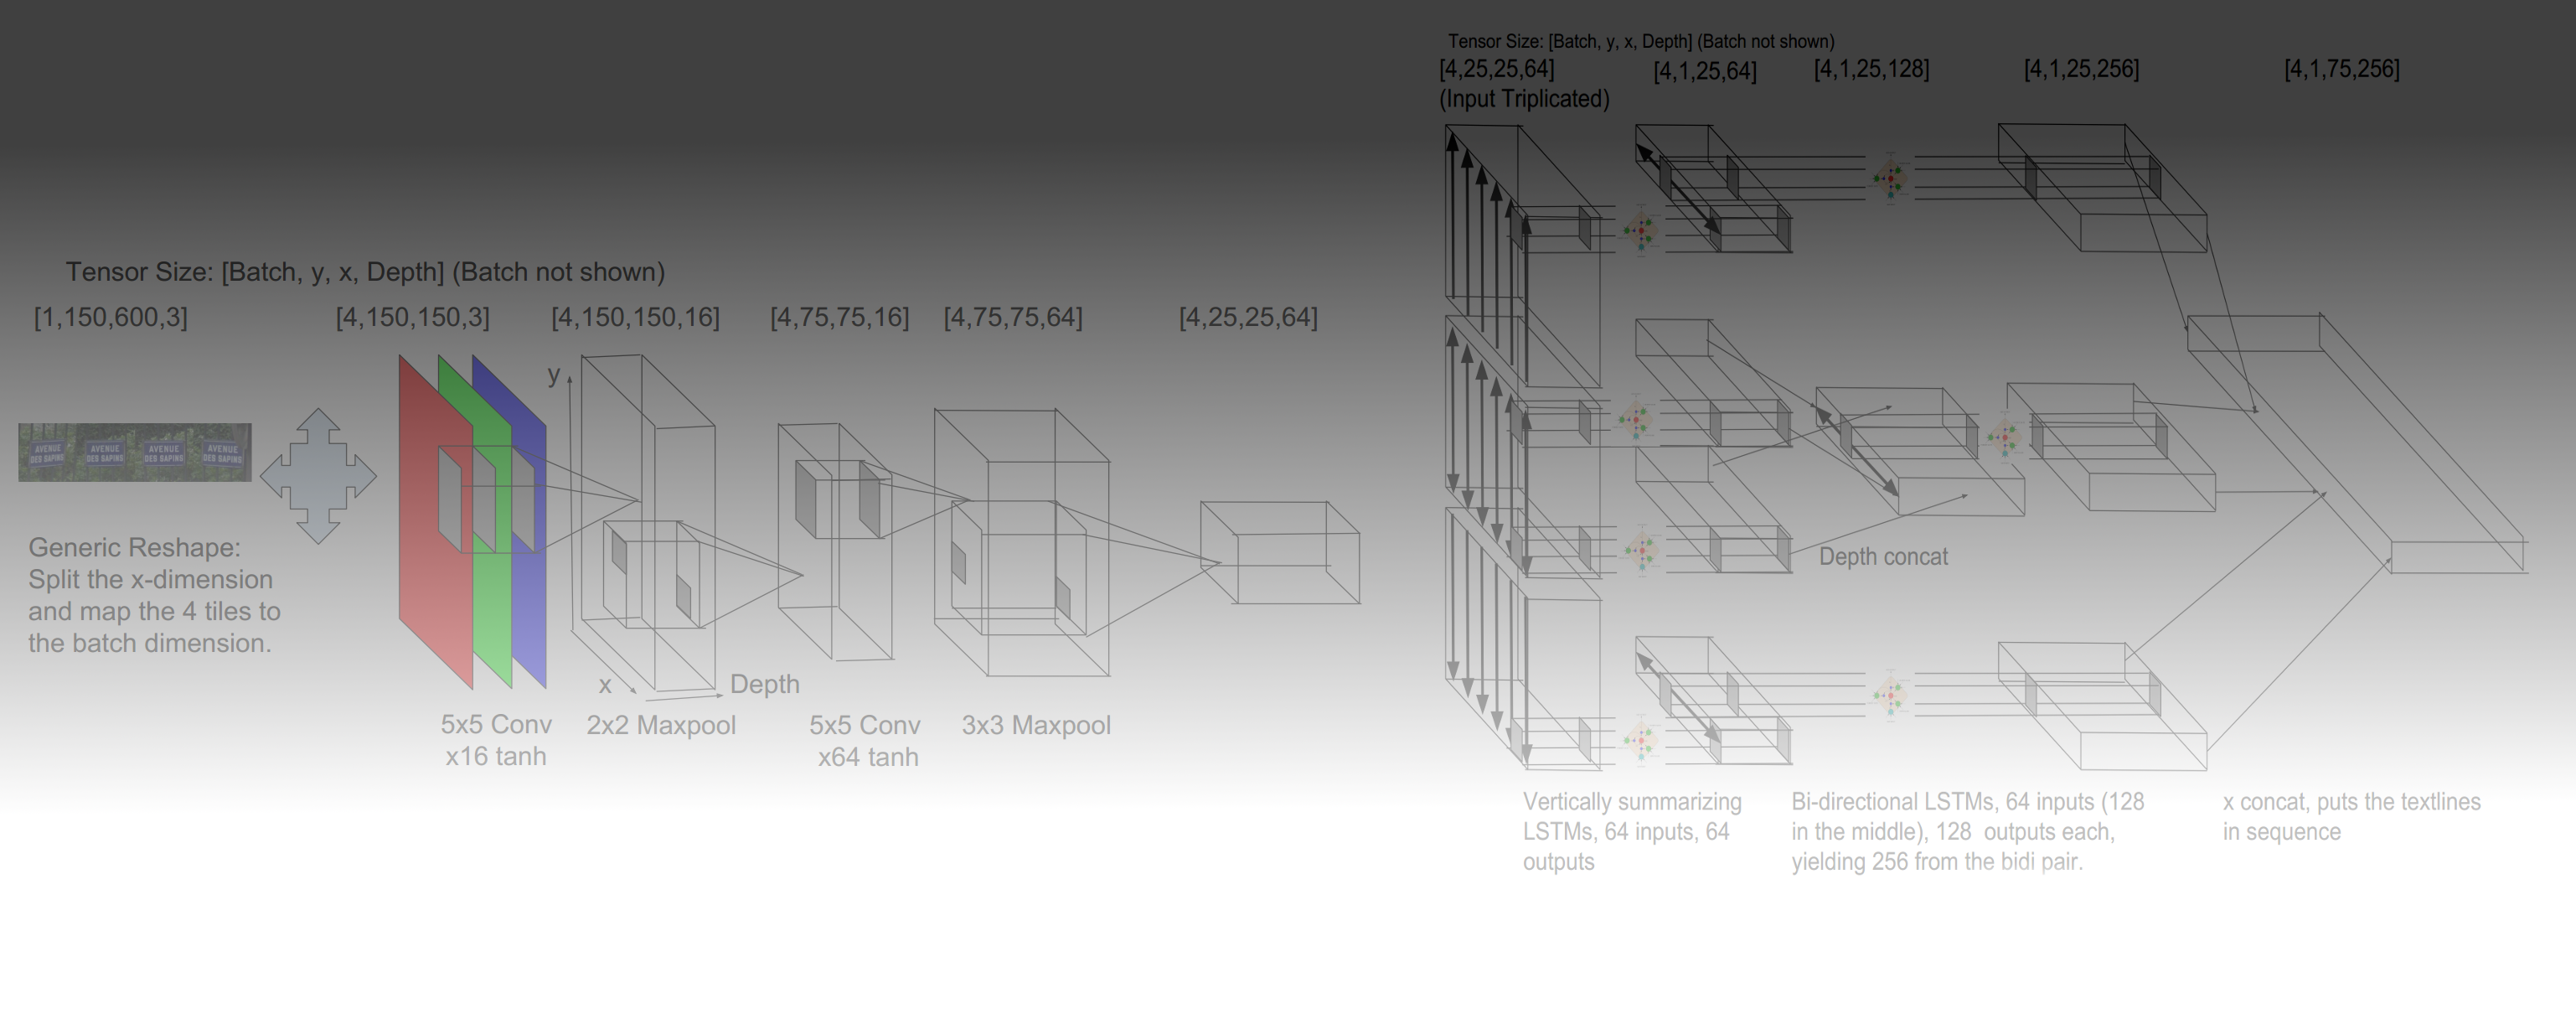 Tensor Size: [Batch, y, x, Depth] (Batch not shown)
[1,150,600,3]
[4,150,150,3]
[4,150,150,16]
[4,75,75,16]
[4,75,75,64]
[4,25,25,64]
y
AVENUE
DES SAPINS
AVENUE
DES SAPINS
AVENUE
DES SAPINS
AVENUE
DES SAPINS
Generic Reshape:
Split the x-dimension
and map the 4 tiles to
the batch dimension.
x
Depth
5x5 Conv
x16 tanh
2x2 Maxpool
5x5 Conv
x64 tanh
3x3 Maxpool
Tensor Size: [Batch, y, x, Depth] (Batch not shown)
[4,25,25,64]
(Input Triplicated)
[4,1,25,64]
[4,1,25,128]
[4,1,25,256]
[4,1,75,256]
Depth concat
Vertically summarizing
LSTMs, 64 inputs, 64
outputs
Bi-directional LSTMs, 64 inputs (128
in the middle), 128 outputs each,
yielding 256 from the bidi pair.
x concat, puts the textlines
in sequence